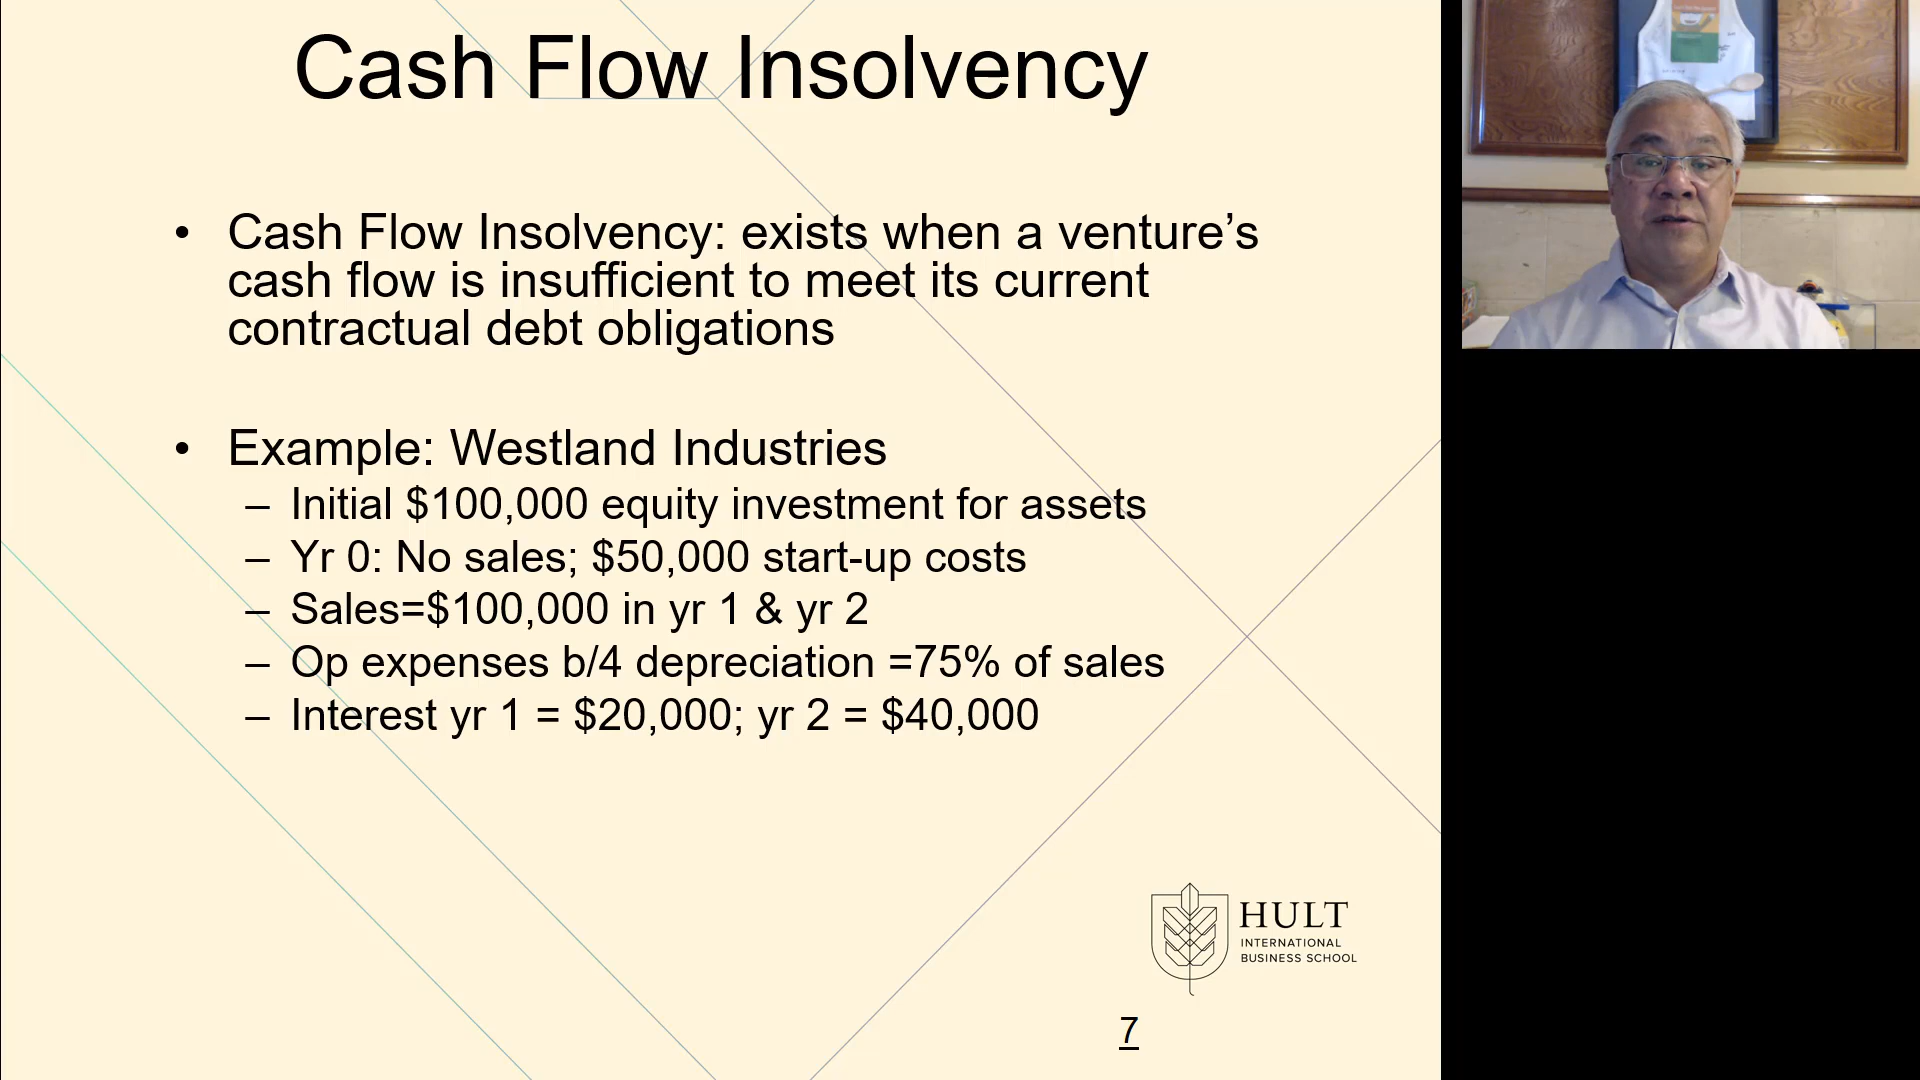 Cash Flow Insolvency
• Cash Flow Insolvency: exists when a venture’s
cash flow is insufficient to meet its current
contractual debt obligations
• Example: Westland Industries
– Initial $100,000 equity investment for assets
– Yr 0: No sales; $50,000 start-up costs
– Sales=$100,000 in yr 1 & yr 2
– Op expenses b/4 depreciation =75% of sales
– Interest yr 1 = $20,000; yr 2 = $40,000
HULT
INTERNATIONAL
BUSINESS SCHOOL
7